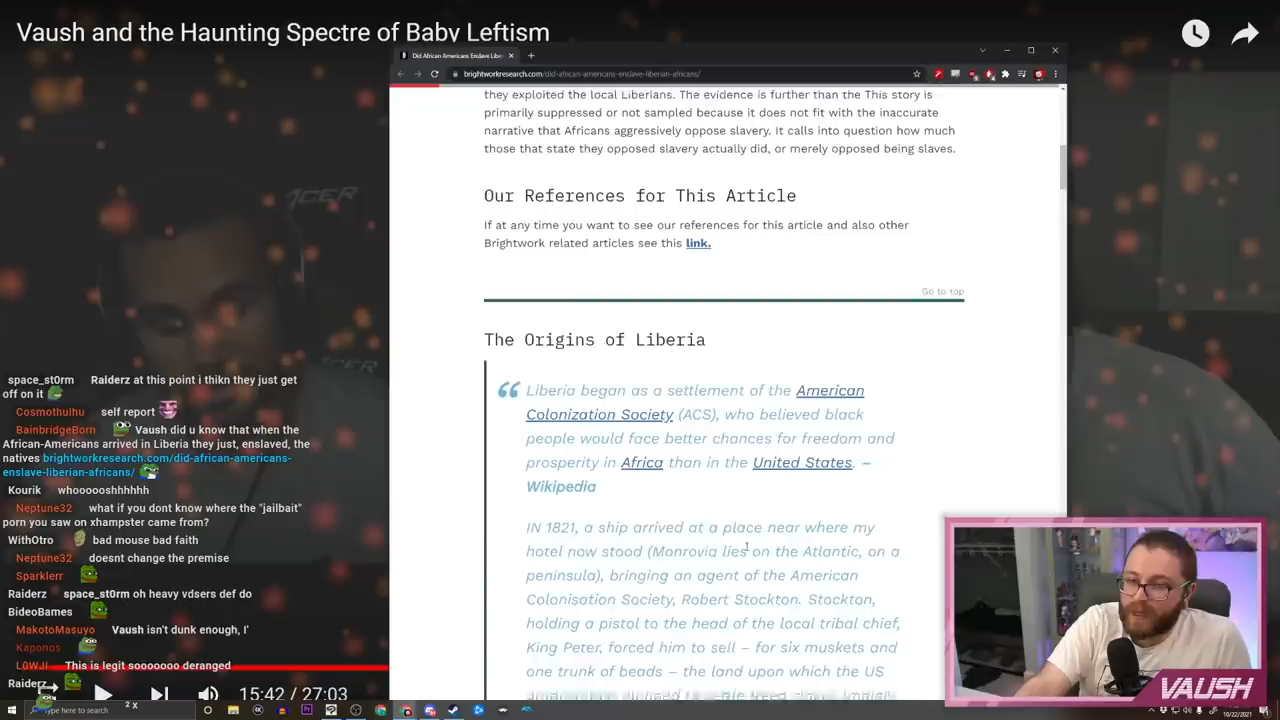 Vaush and the Haunting Spectre of Baby Leftism
Did African Americans Enslave Libe
brightworkresearch.com/did-african-americans-enslave-liberian-africans/
they exploited the local Liberians. The evidence is further than the This story is
primarily suppressed or not sampled because it does not fit with the inaccurate
narrative that Africans aggressively oppose slavery. It calls into question how much
those that state they opposed slavery actually did, or merely opposed being slaves.
Our References for This Article
If at any time you want to see our references for this article and also other
Brightwork related articles see this link.
Go to top
The Origins of Liberia
Liberia began as a settlement of the American
Colonization Society (ACS), who believed black
people would face better chances for freedom and
prosperity in Africa than in the United States. –
Wikipedia
IN 1821, a ship arrived at a place near where my
hotel now stood (Monrovia lies on the Atlantic, on a
peninsula), bringing an agent of the American
Colonisation Society, Robert Stockton. Stockton,
holding a pistol to the head of the local tribal chief,
King Peter, forced him to sell – for six muskets and
one trunk of beads – the land upon which the US
space_st0rm Raiderz at this point i thikn they just get
off on it
Cosmothulhu self report
BainbridgeBorn Vaush did u know that when the
African-Americans arrived in Liberia they just, enslaved, the
natives brightworkresearch.com/did-african-americans-
enslave-liberian-africans/
Kourik whoooooshhhhhh
Neptune32 what if you dont know where the "jailbait"
porn you saw on xhampster came from?
WithOtro bad mouse bad faith
Neptune32 doesnt change the premise
Sparklerr
Raiderz space_st0rm oh heavy vdsers def do
BideoBames
MakotoMasuyo Vaush isn't dunk enough, I'
Kaponos
L0WJI This is legit sooooooo deranged
Raiderz
15:42 / 27:03
2 x
Type here to search
10/22/2021
VAUSH